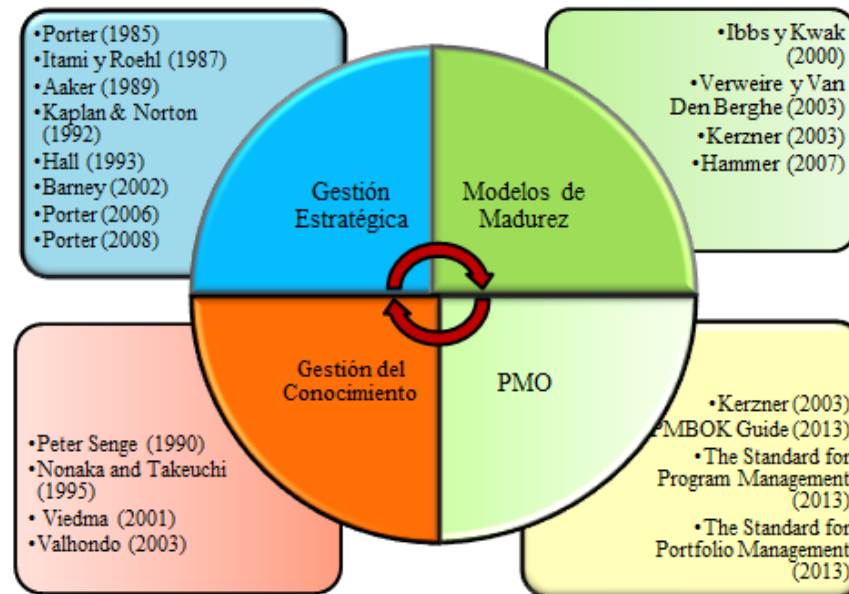 •Porter (1985)
•Itami y Roehl (1987)
•Aaker (1989)
•Kaplan & Norton
(1992)
•Hall (1993)
•Barney (2002)
•Porter (2006)
•Porter (2008)
•Ibbs y Kwak
(2000)
•Verweire y Van
Den Berghe (2003)
•Kerzner (2003)
•Hammer (2007)
Gestión
Estratégica
Modelos de
Madurez
Gestión del
Conocimiento
PMO
•Peter Senge (1990)
•Nonaka and Takeuchi
(1995)
• Viedma (2001)
•Valhondo (2003)
•Kerzner (2003)
PMBOK Guide (2013)
•The Standard for
Program Management
(2013)
•The Standard for
Portfolio Management
(2013)